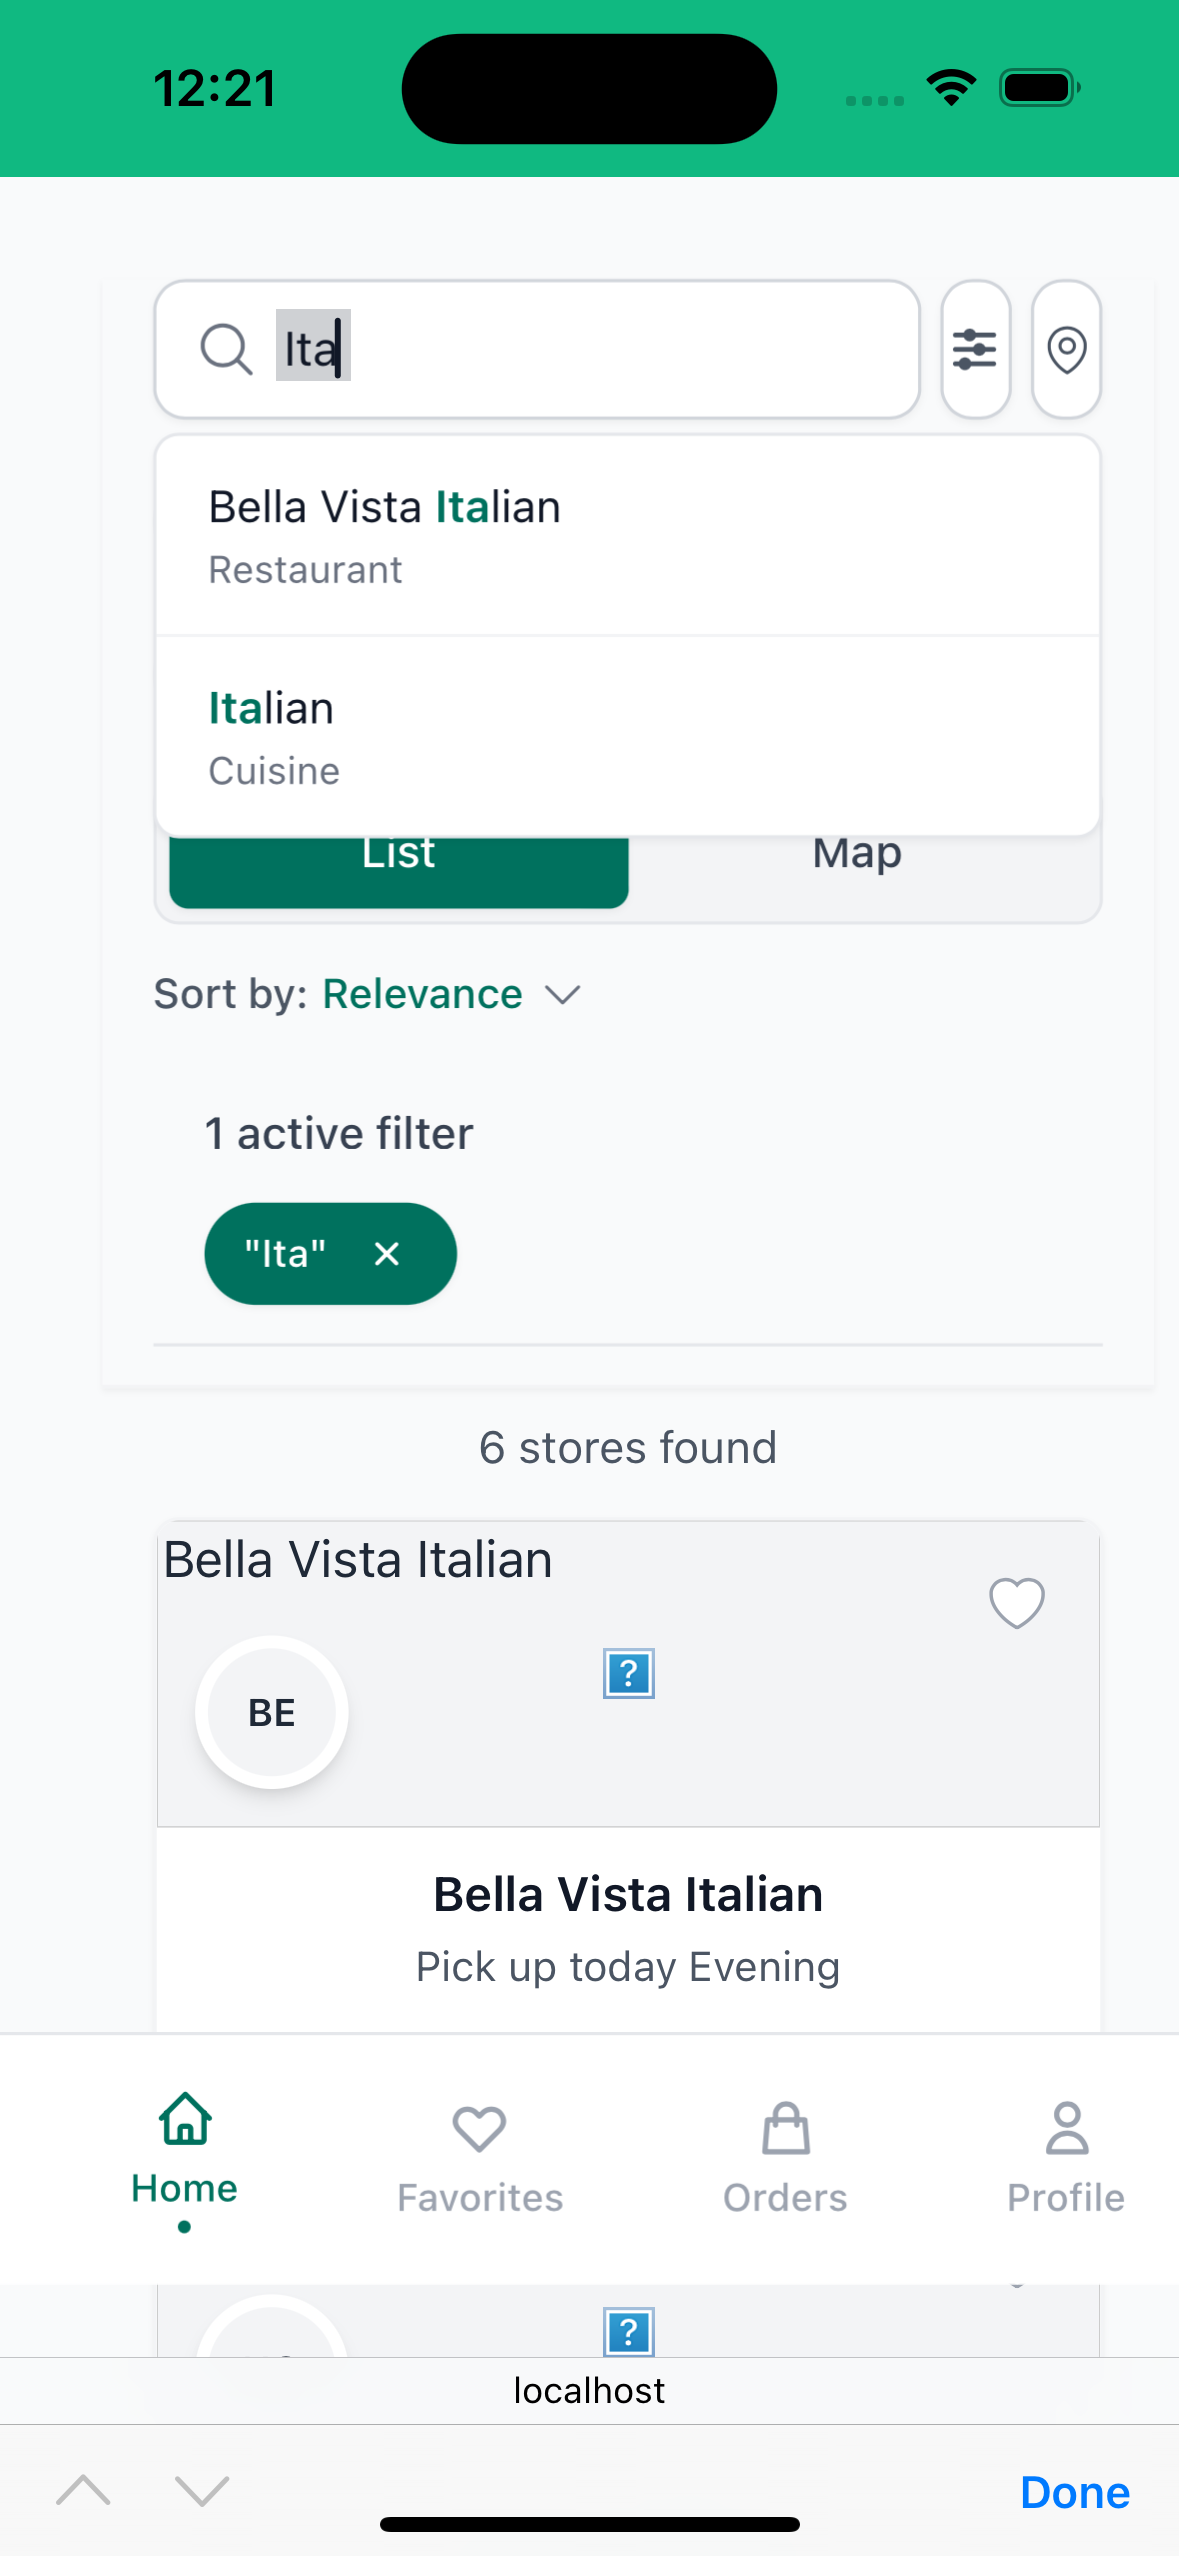 12:21
Ita
Bella Vista Italian
Restaurant
Italian
Cuisine
List
Map
Sort by: Relevance
1 active filter
"Ita" ×
6 stores found
Bella Vista Italian
?
BE
Bella Vista Italian
Pick up today Evening
Home
Favorites
Orders
Profile
?
localhost
Done